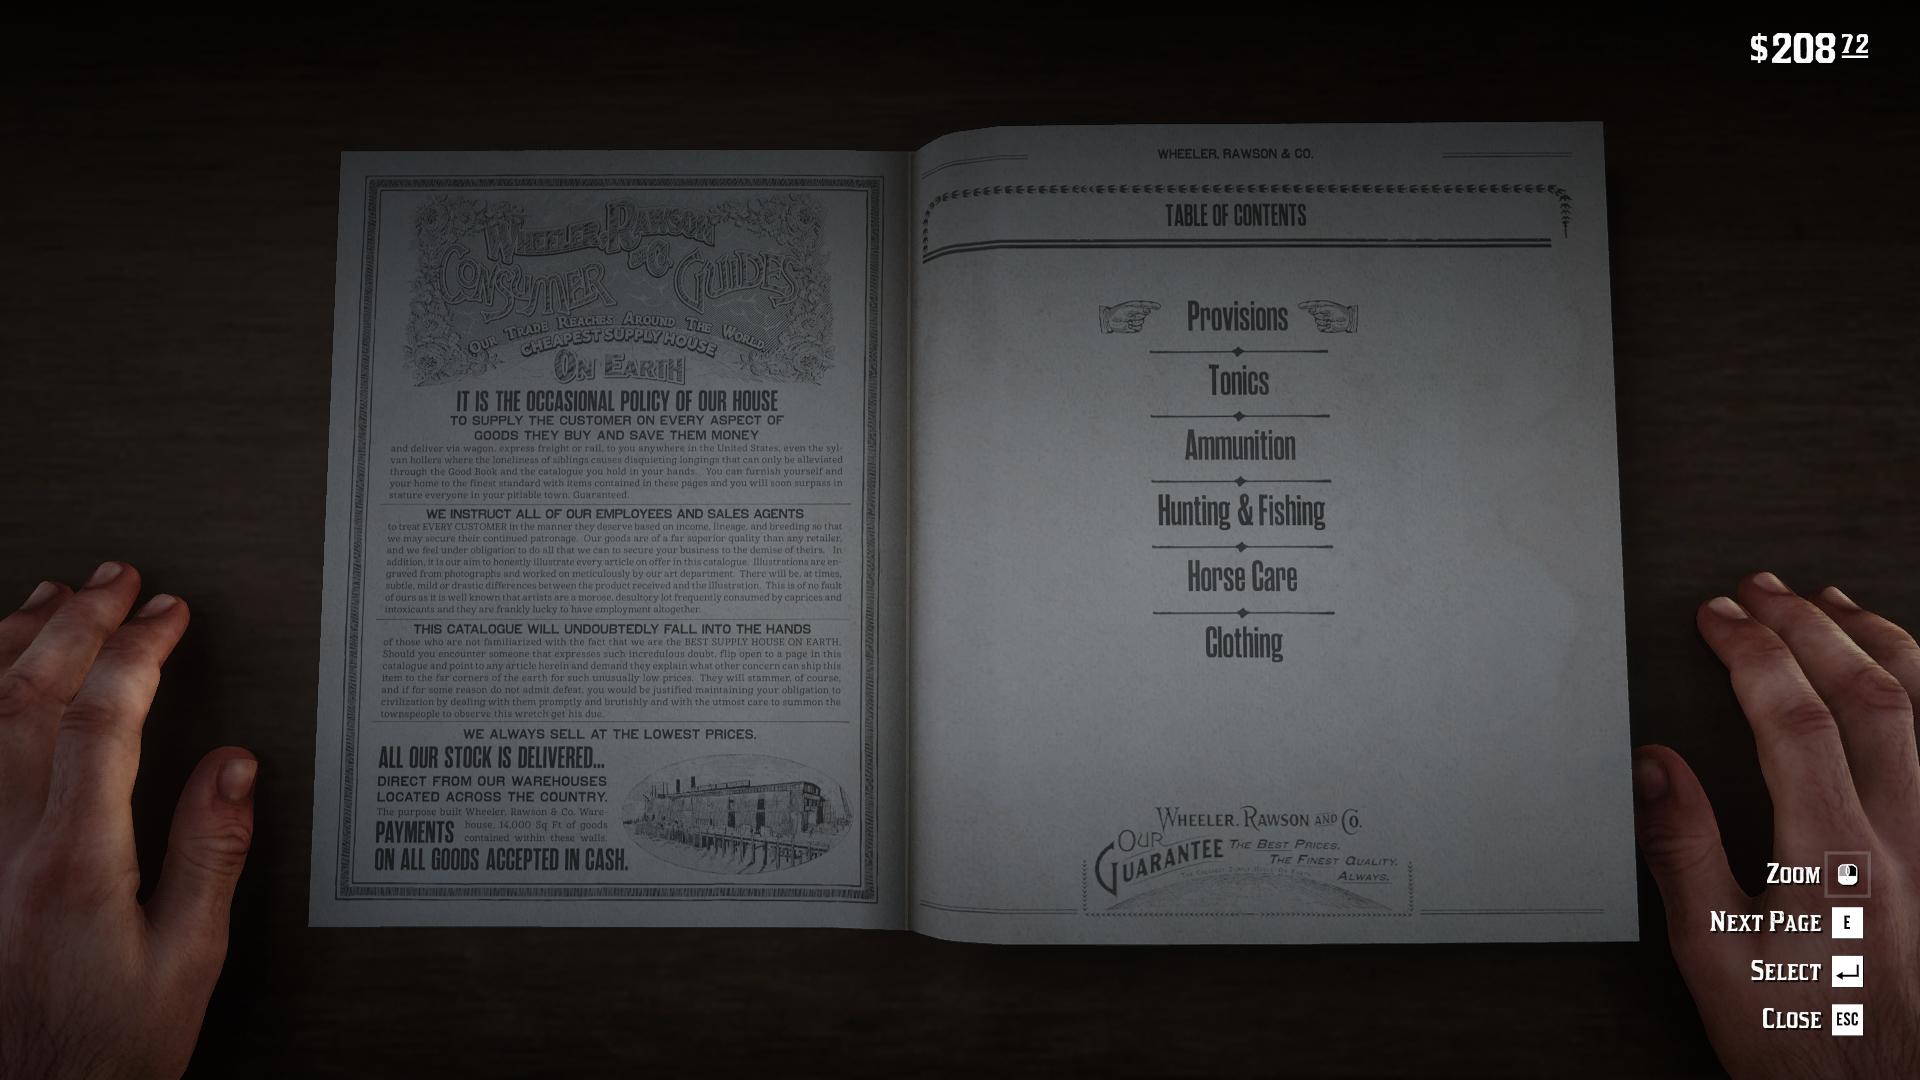 $208 72
WHEELER, RAWSON & CO.
CONSUMER GUIDES
OUR TRADE REACHES AROUND THE WORLD
CHEAPEST SUPPLY HOUSE
ON EARTH
IT IS THE OCCASIONAL POLICY OF OUR HOUSE
TO SUPPLY THE CUSTOMER ON EVERY ASPECT OF
GOODS THEY BUY AND SAVE THEM MONEY
and deliver via wagon, express freight or rail, to you anywhere in the United States, even the syl-
van hollers where the loneliness of siblings causes disquieting longings that can only be alleviated
through the Good Book and the catalogue you hold in your hands. You can furnish yourself and
your home to the finest standard with items contained in these pages and you will soon surpass in
stature everyone in your pitiable town. Guaranteed.
WE INSTRUCT ALL OF OUR EMPLOYEES AND SALES AGENTS
to treat EVERY CUSTOMER in the manner they deserve based on income, lineage, and breeding so that
we may secure their continued patronage. Our goods are of a far superior quality than any retailer,
and we feel under obligation to do all that we can to secure your business to the demise of theirs. In
addition, it is our aim to honestly illustrate every article on offer in this catalogue. Illustrations are en-
graved from photographs and worked on meticulously by our art department. There will be, at times,
subtle, mild or drastic differences between the product received and the illustration. This is of no fault
of ours as it is well known that artists are a morose, desultory lot frequently consumed by caprices and
intoxicants and they are frankly lucky to have employment altogether.
THIS CATALOGUE WILL UNDOUBTEDLY FALL INTO THE HANDS
of those who are not familiarized with the fact that we are the BEST SUPPLY HOUSE ON EARTH.
Should you encounter someone that expresses such incredulous doubt, flip open to a page in this
catalogue and point to any article herein and demand they explain what other concern can ship this
item to the far corners of the earth for such unusually low prices. They will stammer, of course,
and if for some reason do not admit defeat, you would be justified maintaining your obligation to
civilization by dealing with them promptly and brutishly and with the utmost care to summon the
townspeople to observe this wretch get his due.
WE ALWAYS SELL AT THE LOWEST PRICES.
ALL OUR STOCK IS DELIVERED...
DIRECT FROM OUR WAREHOUSES
LOCATED ACROSS THE COUNTRY.
The purpose built Wheeler, Rawson & Co. Ware-
house. 14,000 Sq Ft of goods
contained within these walls.
PAYMENTS
ON ALL GOODS ACCEPTED IN CASH.
WHEELER, RAWSON & CO.
TABLE OF CONTENTS
Provisions
Tonics
Ammunition
Hunting & Fishing
Horse Care
Clothing
WHEELER, RAWSON AND CO.
OUR GUARANTEE
THE BEST PRICES.
THE FINEST QUALITY.
ALWAYS.
ZOOM
NEXT PAGE E
SELECT
CLOSE ESC